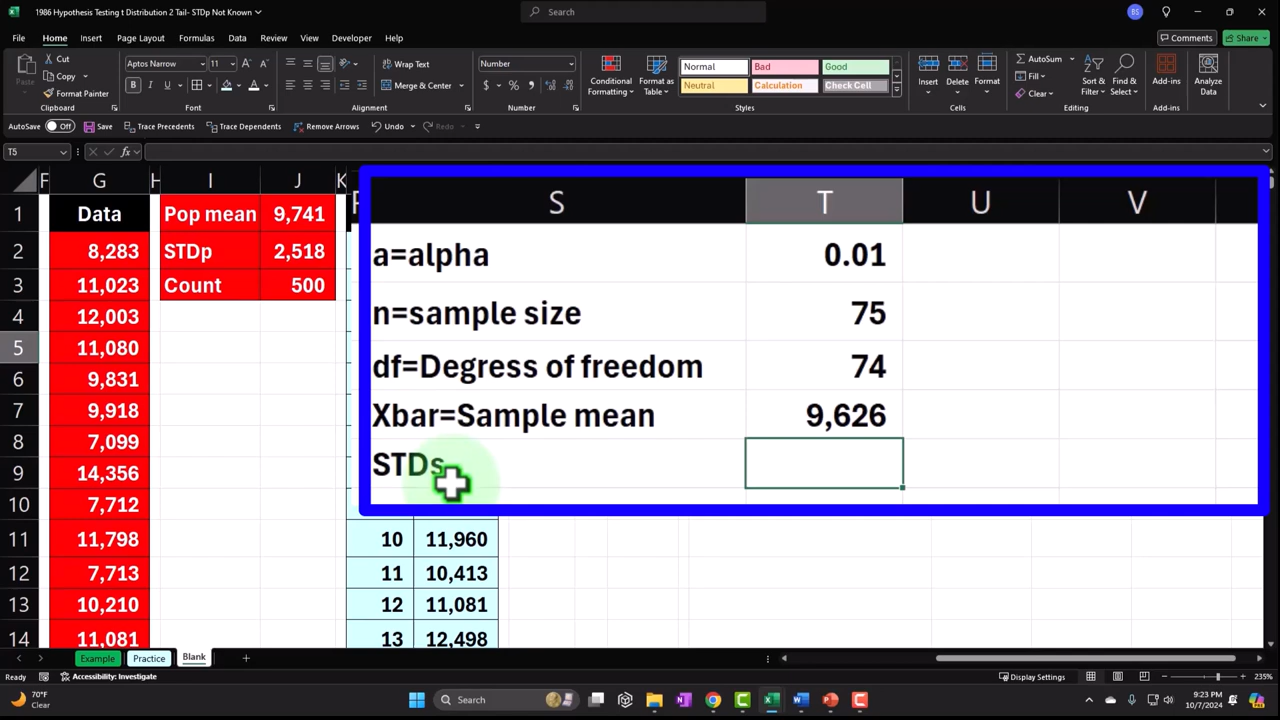 1986 Hypothesis Testing t Distribution 2 Tail- STDp Not Known
Search
BS
File Home Insert Page Layout Formulas Data Review View Developer Help
Comments
Share
Paste
Cut
Copy
Format Painter
Clipboard
Aptos Narrow 11
B I U
Font
Wrap Text
Merge & Center
Alignment
Number
$ % 
Number
Conditional Formatting
Format as Table
Normal Bad Good
Neutral Calculation Check Cell
Styles
Insert Delete Format
Cells
AutoSum
Fill
Clear
Sort & Filter
Find & Select
Editing
Add-ins
Add-ins
Analyze Data
AutoSave Off Save Trace Precedents Trace Dependents Remove Arrows Undo Redo
T5 fx
F G H I J K
S T U V
1 Data Pop mean 9,741
2 8,283 STDp 2,518
3 11,023 Count 500
4 12,003
5 11,080
6 9,831
7 9,918
8 7,099
9 14,356
10 7,712
11 11,798 10 11,960
12 7,713 11 10,413
13 10,210 12 11,081
14 11,081 13 12,498
a=alpha 0.01
n=sample size 75
df=Degress of freedom 74
Xbar=Sample mean 9,626
STDs
Example Practice Blank +
Ready Accessibility: Investigate Display Settings 235%
70°F
Clear
Search
9:23 PM
10/7/2024